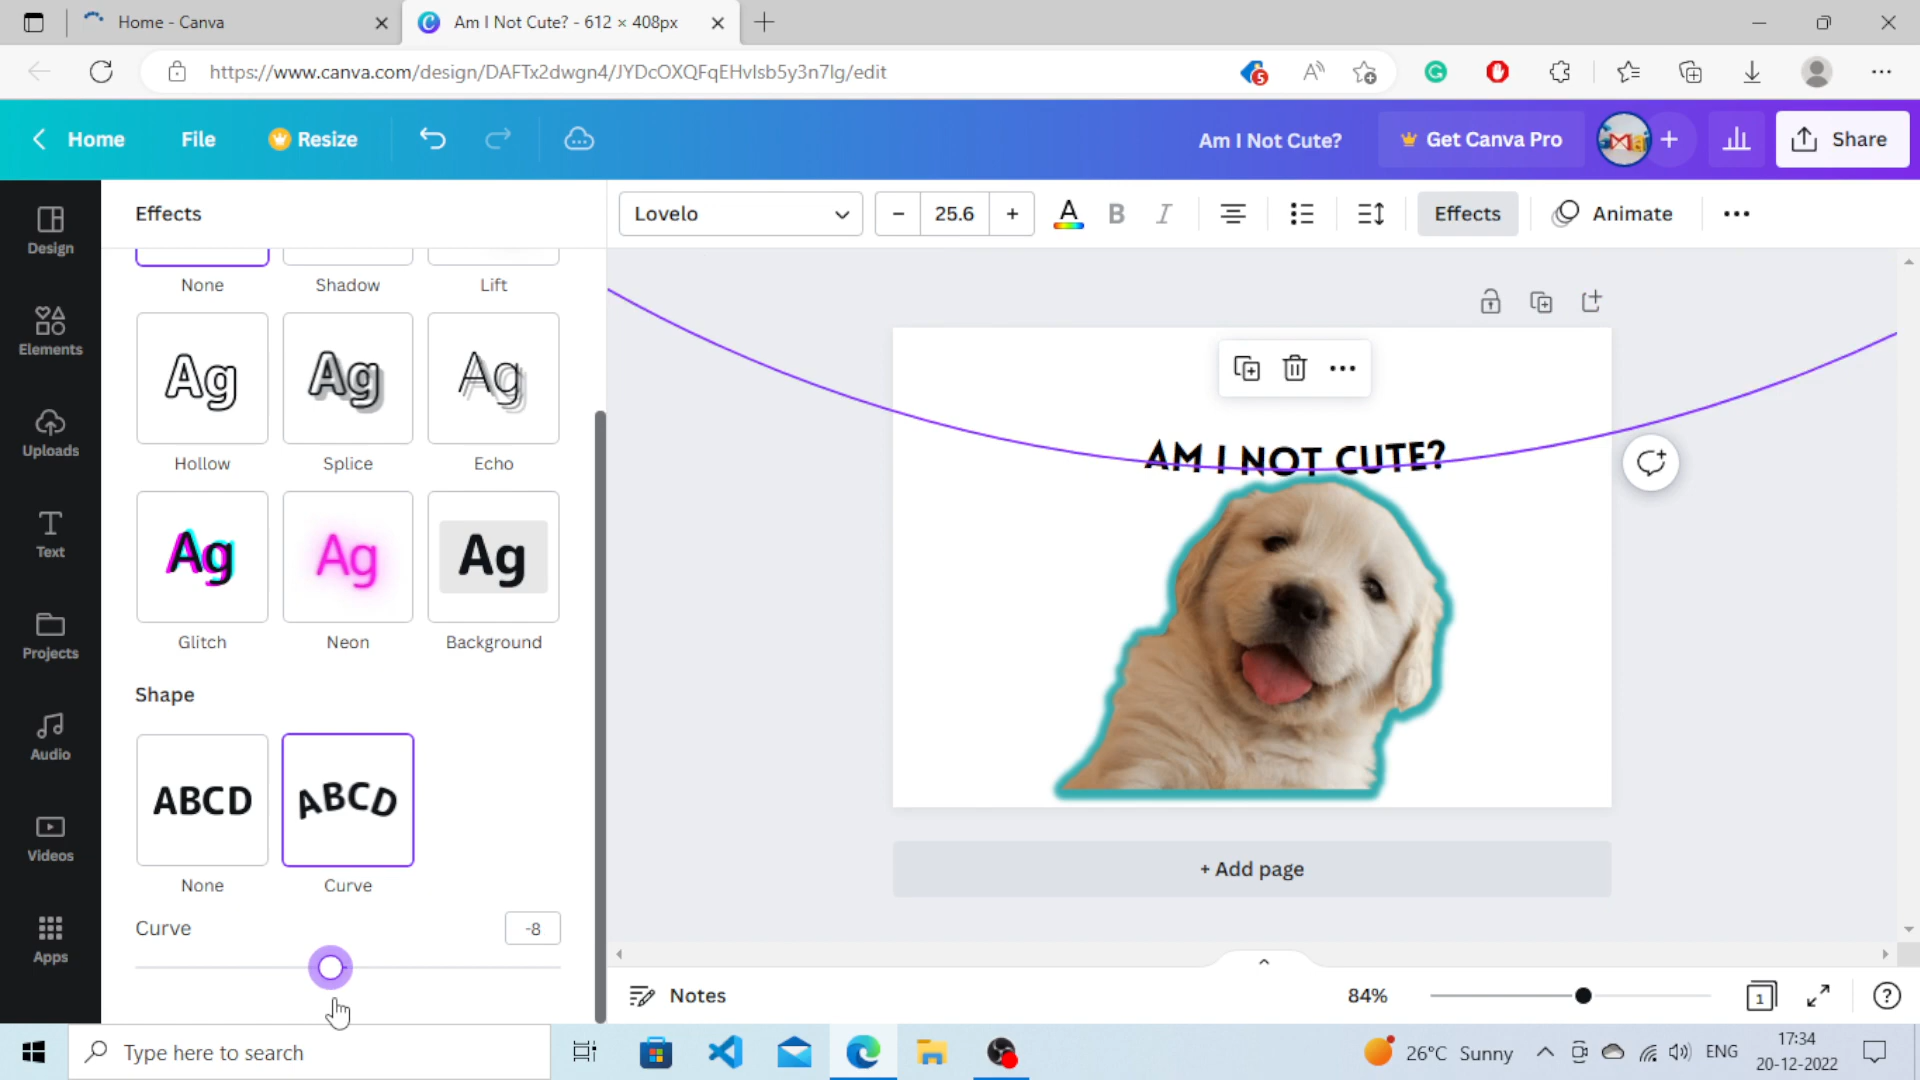 Home - Canva
Am I Not Cute? - 612 × 408px
https://www.canva.com/design/DAFTx2dwgn4/JYDcOXQFqEHvlsb5y3n7lg/edit
5
Home
File
Resize
Am I Not Cute?
Get Canva Pro
Share
Design
Elements
Uploads
Text
Projects
Audio
Videos
Apps
Effects
Lovelo
25.6
A
B
I
Effects
Animate
None
Shadow
Lift
Ag
Ag
Ag
Hollow
Splice
Echo
Ag
Ag
Ag
Glitch
Neon
Background
Shape
ABCD
ABCD
None
Curve
Curve
-8
AM I NOT CUTE?
+ Add page
Notes
84%
1
Type here to search
26°C Sunny
ENG
17:34
20-12-2022